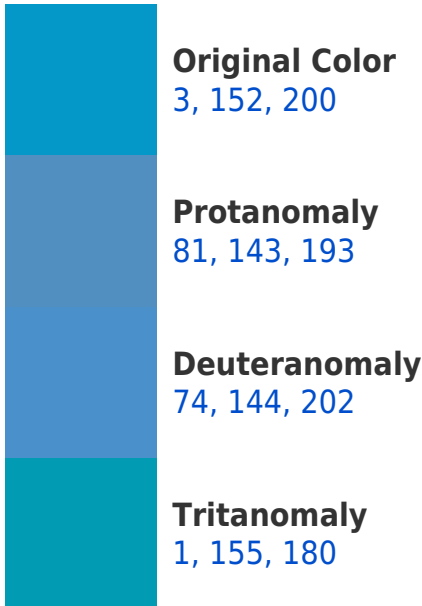 Original Color
3, 152, 200
Protanomaly
81, 143, 193
Deuteranomaly
74, 144, 202
Tritanomaly
1, 155, 180